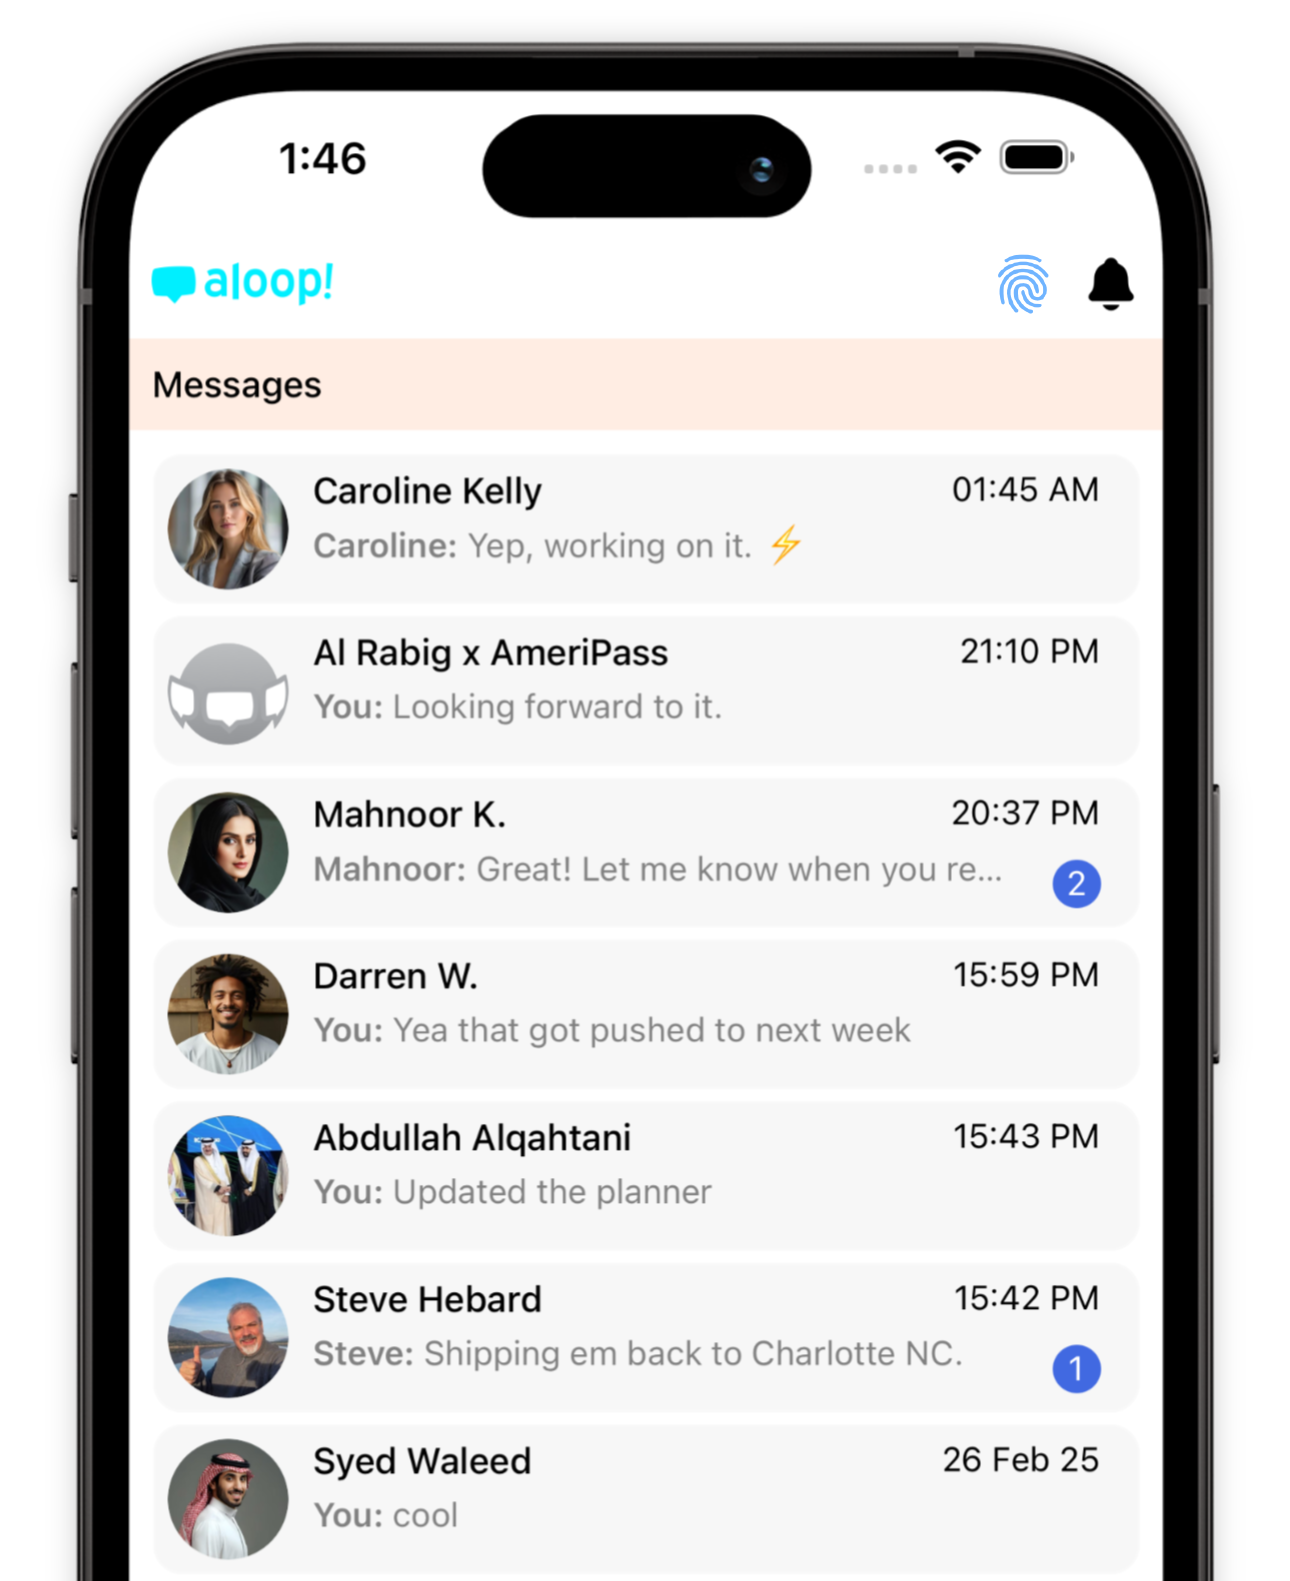 1:46
aloop!
Messages
Caroline Kelly 01:45 AM
Caroline: Yep, working on it. ⚡
Al Rabig x AmeriPass 21:10 PM
You: Looking forward to it.
Mahnoor K. 20:37 PM
Mahnoor: Great! Let me know when you re... 2
Darren W. 15:59 PM
You: Yea that got pushed to next week
Abdullah Alqahtani 15:43 PM
You: Updated the planner
Steve Hebard 15:42 PM
Steve: Shipping em back to Charlotte NC. 1
Syed Waleed 26 Feb 25
You: cool